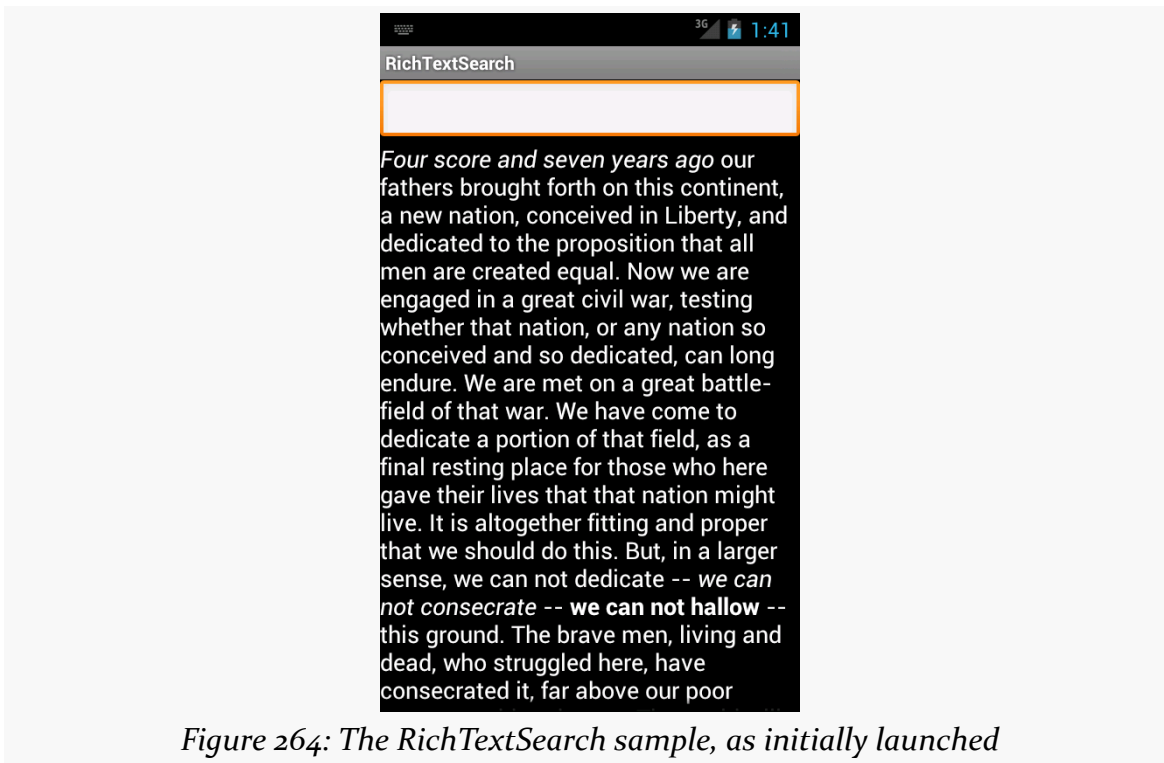 3G 1:41
RichTextSearch
Four score and seven years ago our
fathers brought forth on this continent,
a new nation, conceived in Liberty, and
dedicated to the proposition that all
men are created equal. Now we are
engaged in a great civil war, testing
whether that nation, or any nation so
conceived and so dedicated, can long
endure. We are met on a great battle-
field of that war. We have come to
dedicate a portion of that field, as a
final resting place for those who here
gave their lives that that nation might
live. It is altogether fitting and proper
that we should do this. But, in a larger
sense, we can not dedicate -- we can
not consecrate -- we can not hallow --
this ground. The brave men, living and
dead, who struggled here, have
consecrated it, far above our poor
Figure 264: The RichTextSearch sample, as initially launched